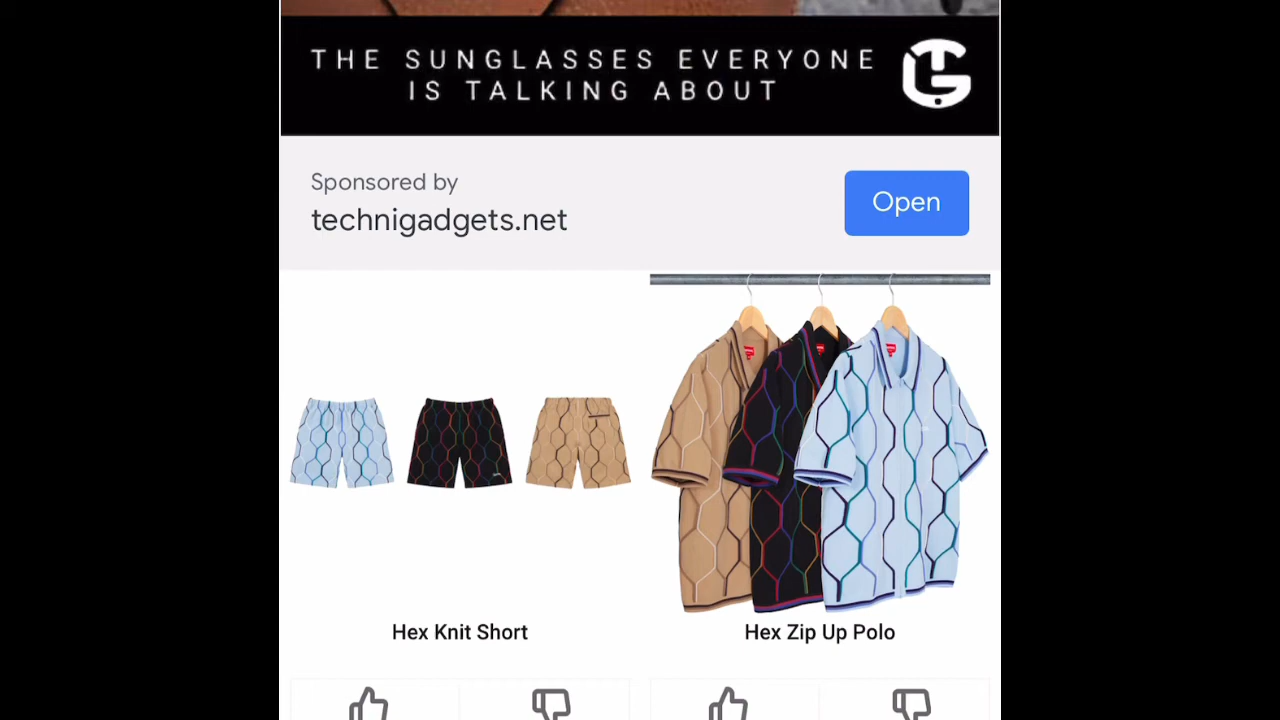 THE SUNGLASSES EVERYONE
IS TALKING ABOUT
Sponsored by
technigadgets.net
Open
Hex Knit Short
Hex Zip Up Polo